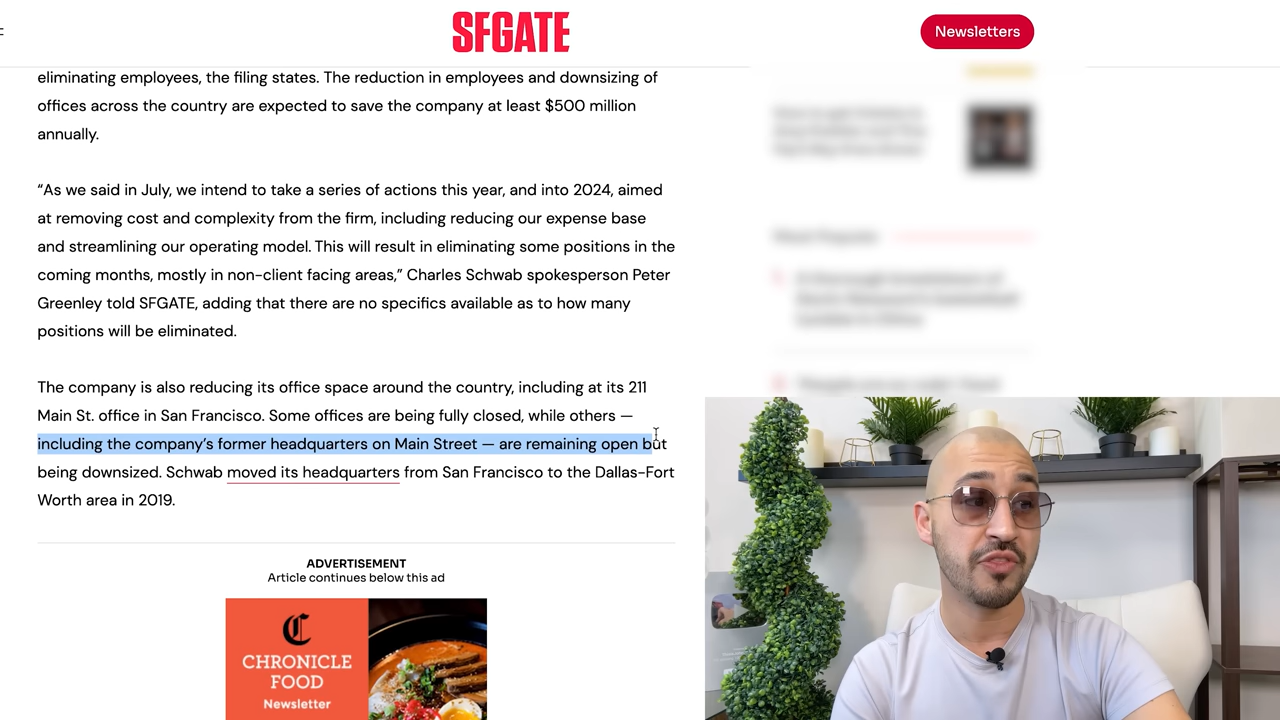 SFGATE
Newsletters
eliminating employees, the filing states. The reduction in employees and downsizing of
offices across the country are expected to save the company at least $500 million
annually.
“As we said in July, we intend to take a series of actions this year, and into 2024, aimed
at removing cost and complexity from the firm, including reducing our expense base
and streamlining our operating model. This will result in eliminating some positions in the
coming months, mostly in non-client facing areas,” Charles Schwab spokesperson Peter
Greenley told SFGATE, adding that there are no specifics available as to how many
positions will be eliminated.
The company is also reducing its office space around the country, including at its 211
Main St. office in San Francisco. Some offices are being fully closed, while others —
including the company’s former headquarters on Main Street — are remaining open but
being downsized. Schwab moved its headquarters from San Francisco to the Dallas-Fort
Worth area in 2019.
ADVERTISEMENT
Article continues below this ad
C
CHRONICLE
FOOD
Newsletter
Most Popular